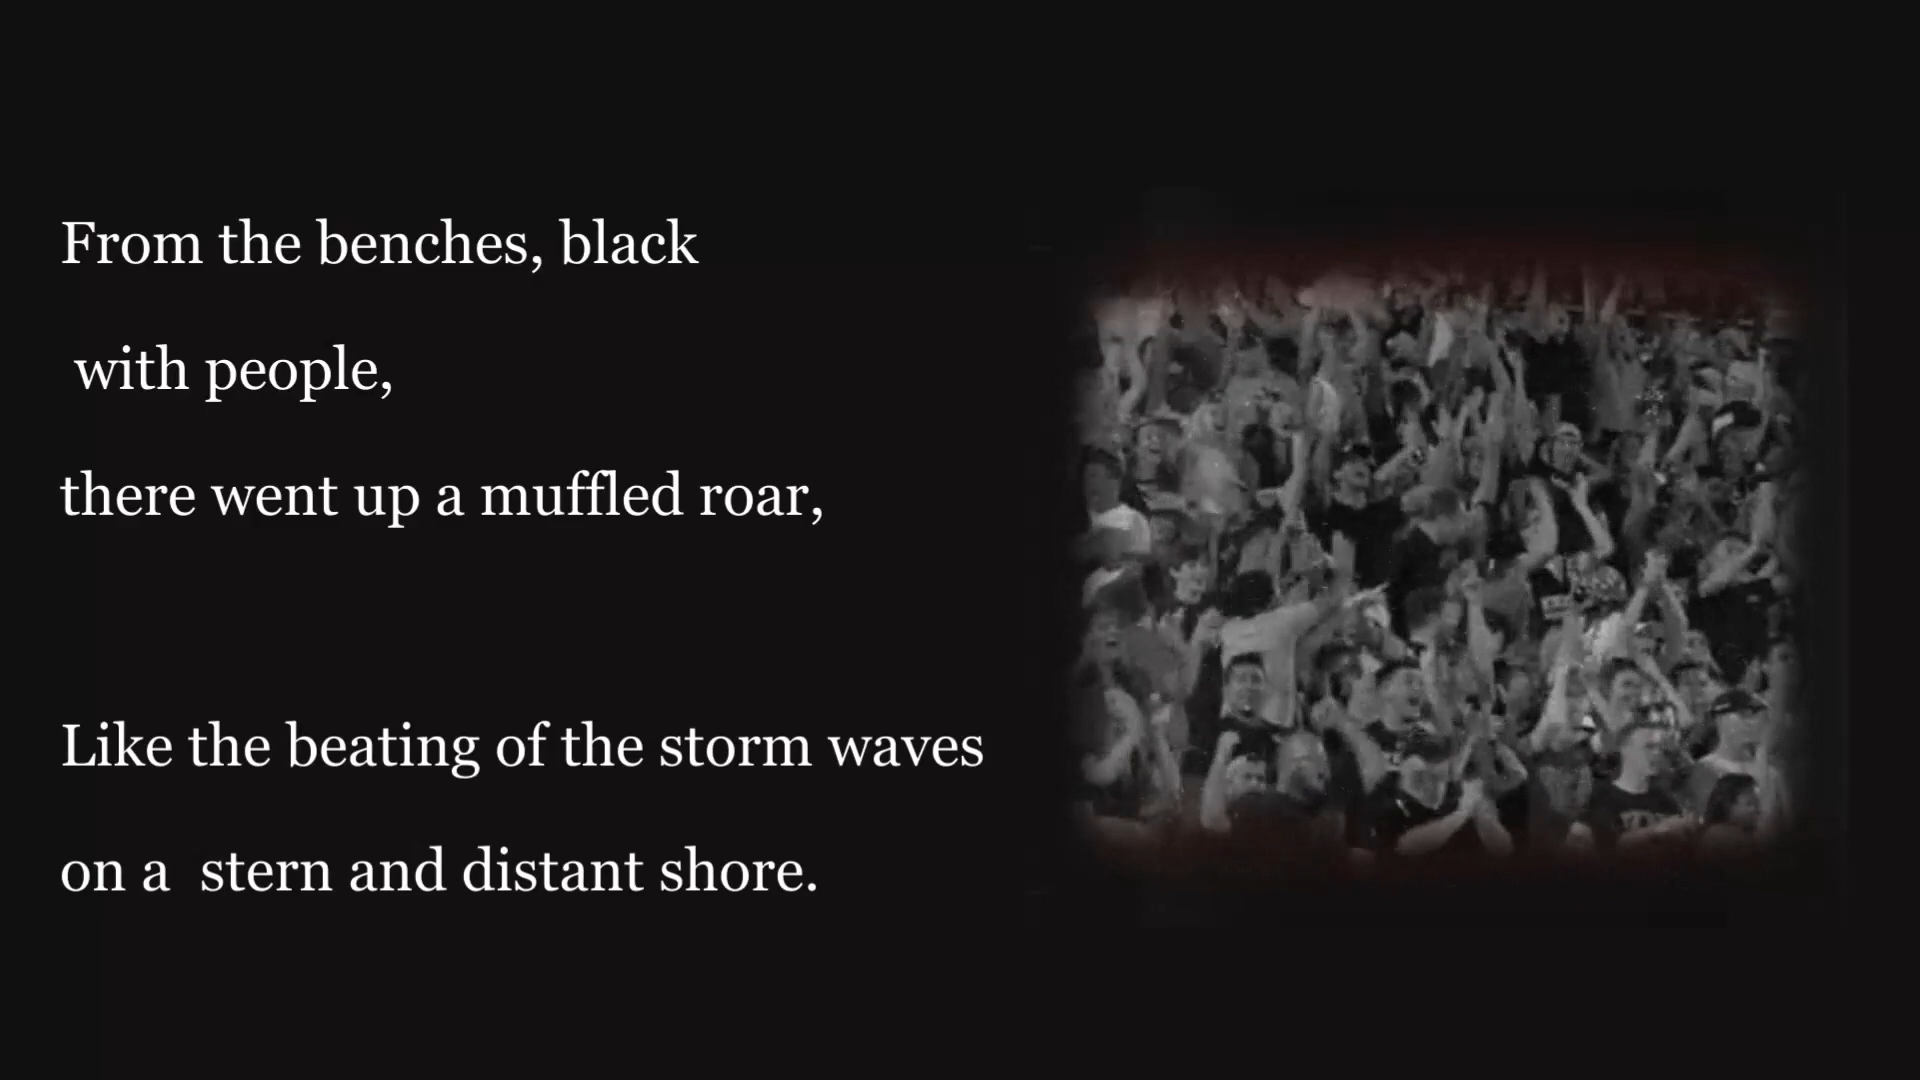 From the benches, black
with people,
there went up a muffled roar,
Like the beating of the storm waves
on a  stern and distant shore.